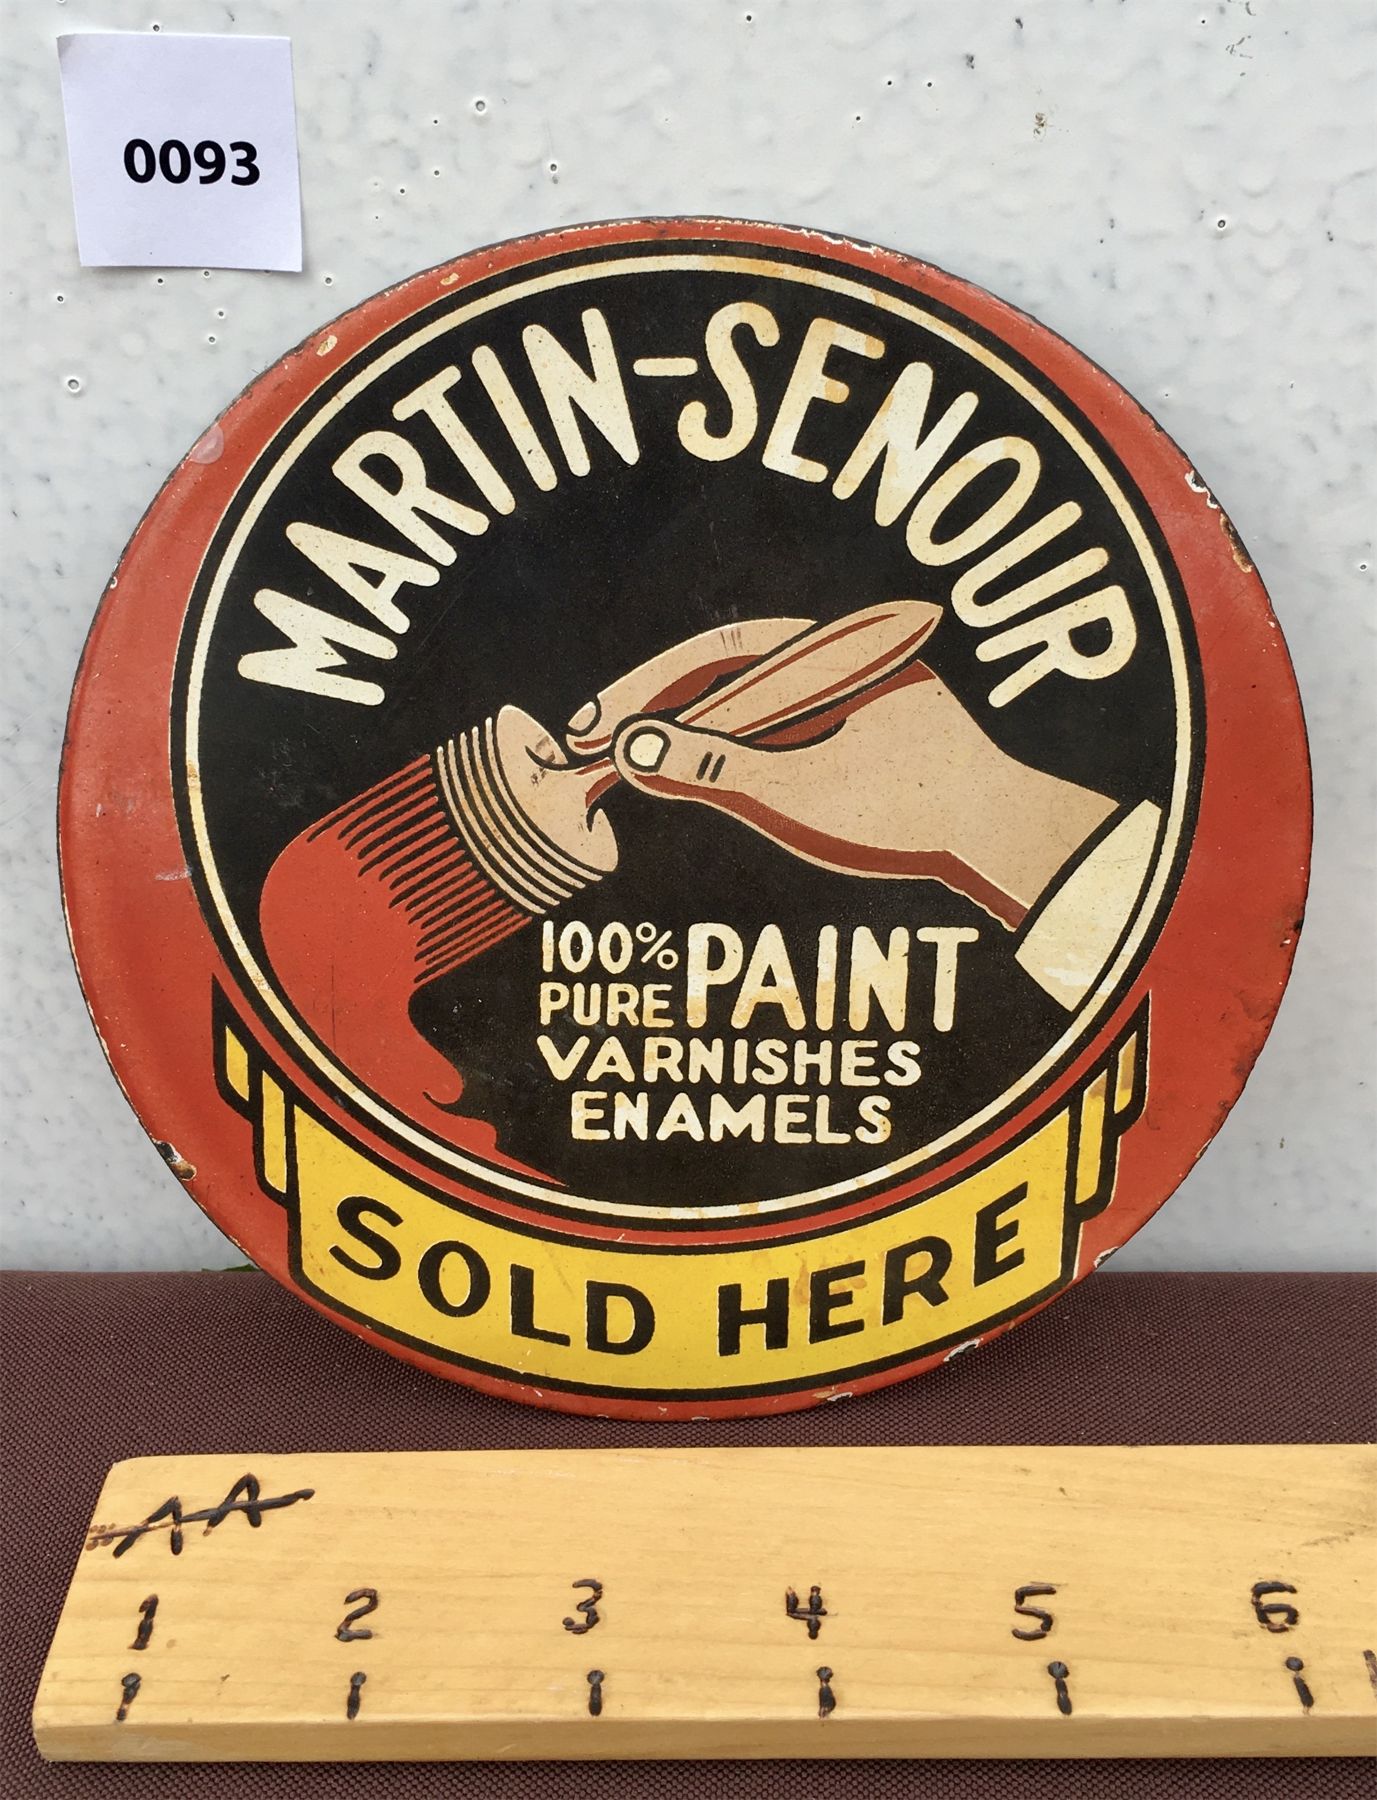 0093
MARTIN-SENOUR
100% PURE PAINT
VARNISHES
ENAMELS
SOLD HERE
AA
1 2 3 4 5 6